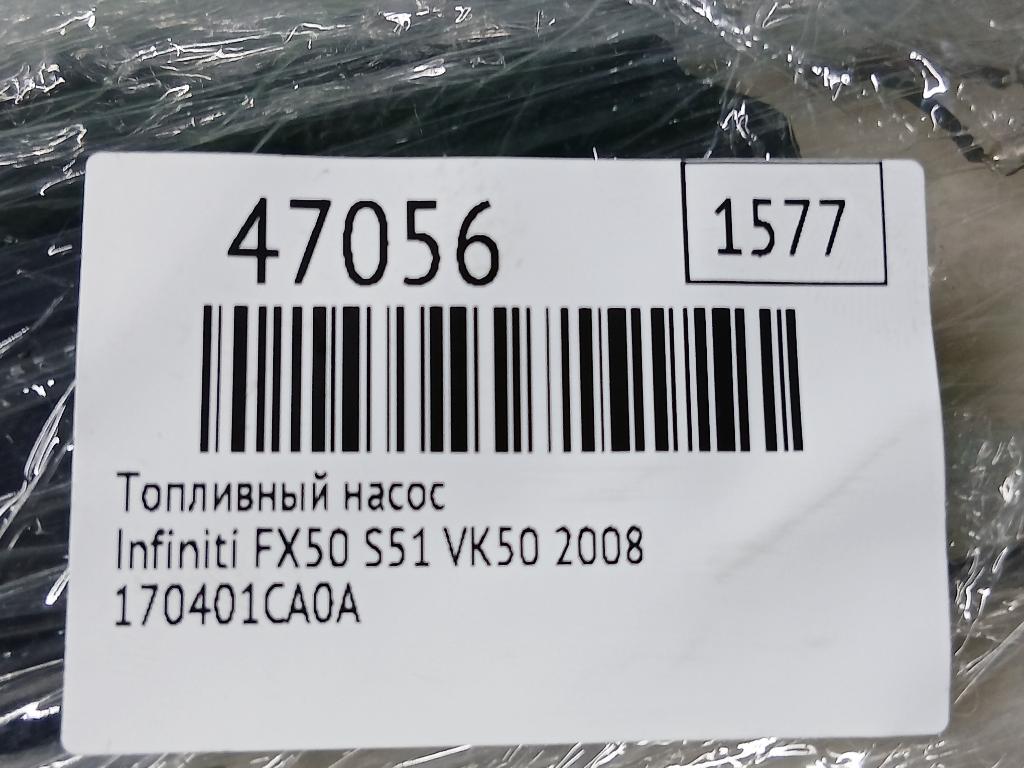 47056
1577
Топливный насос
Infiniti FX50 S51 VK50 2008
170401CA0A